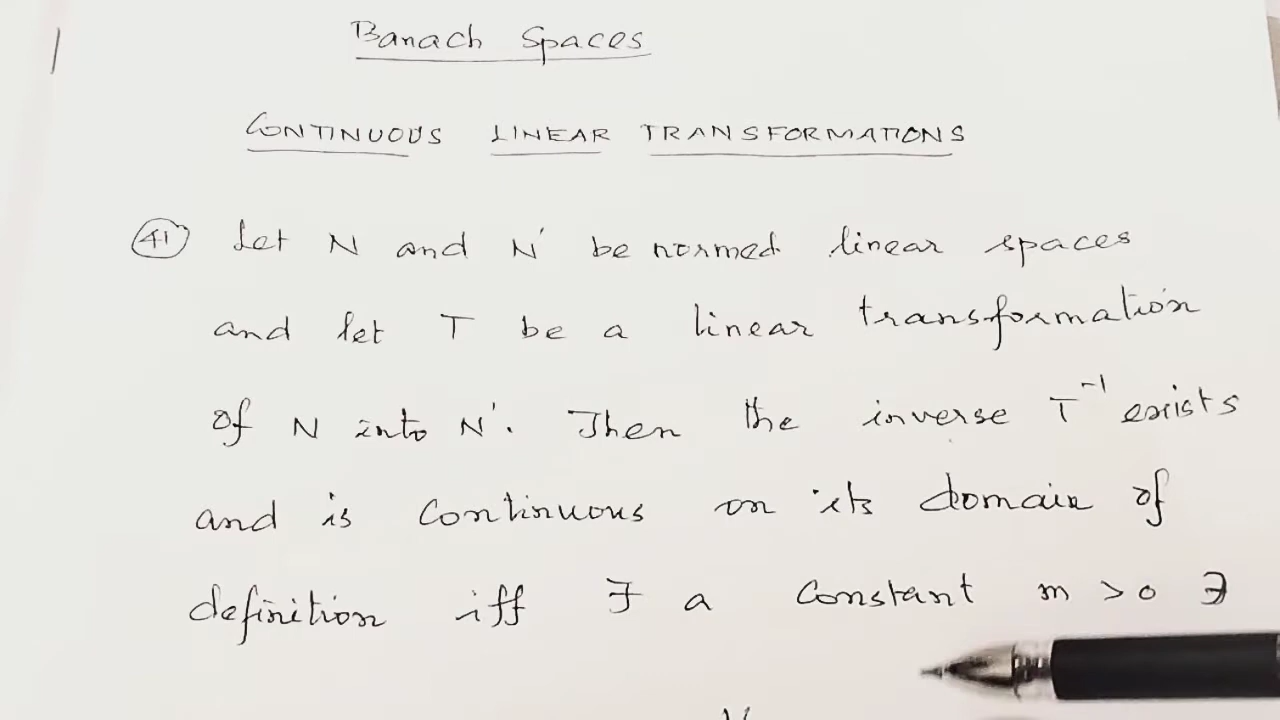 Banach Spaces
CONTINUOUS LINEAR TRANSFORMATIONS
41 Let N and N' be normed linear spaces
and let T be a linear transformation
of N into N'. Then the inverse T⁻¹ exists
and is continuous on its domain of
definition iff ∃ a constant m > 0 ∋